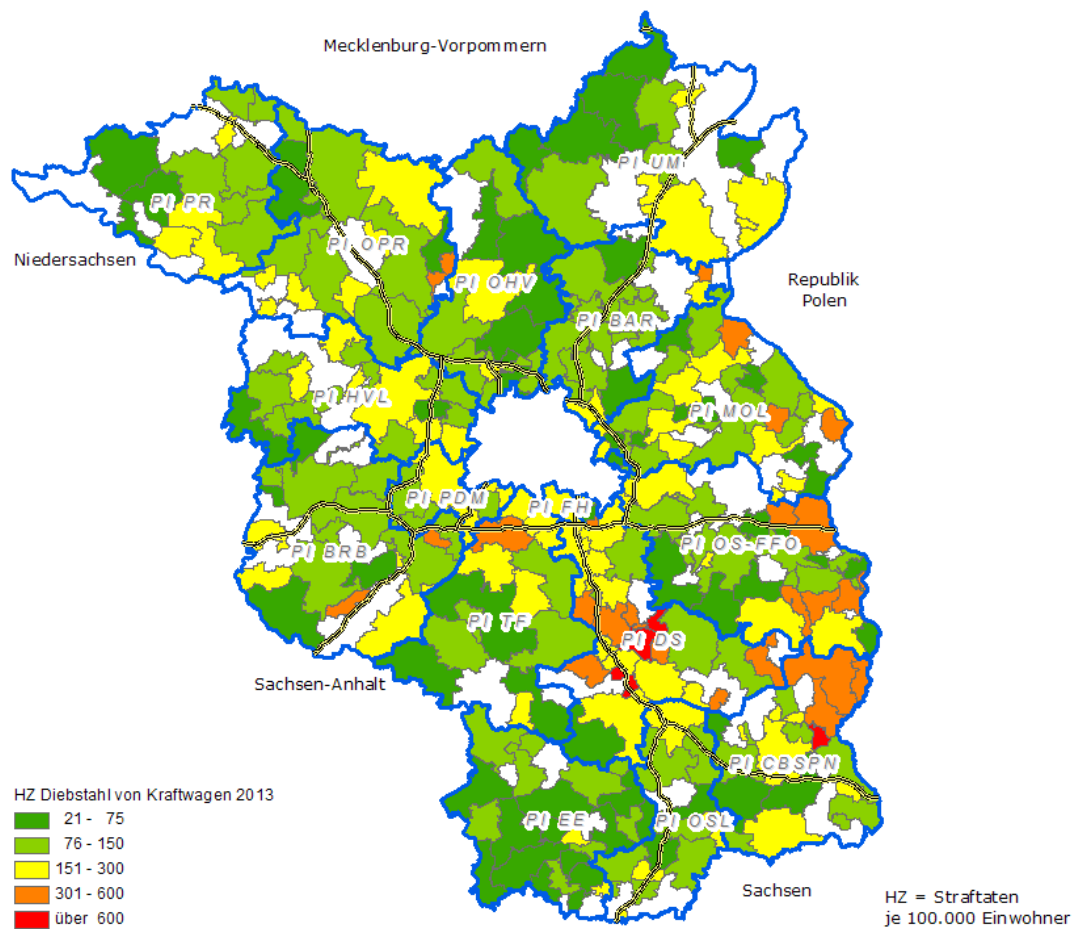 Mecklenburg-Vorpommern
PI UM
PI PR
PI OPR
Niedersachsen
PI OHV
Republik
Polen
PI BAR
PI HVL
PI MOL
PI PDM
PI FH
PI BRB
PI OS-FFO
PI TF
PI DS
Sachsen-Anhalt
PI CBSPN
HZ Diebstahl von Kraftwagen 2013
21 - 75
76 - 150
151 - 300
301 - 600
über 600
PI EE
PI OSL
Sachsen
HZ = Straftaten
je 100.000 Einwohner